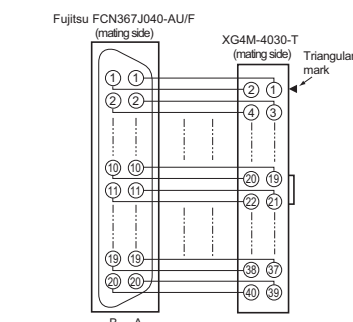 Fujitsu FCN367J040-AU/F
(mating side)
XG4M-4030-T
(mating side)
Triangular
mark
1 1
2 1
2 2
4 3
10 10
20 19
11 11
22 21
19 19
38 37
20 20
40 39
B A